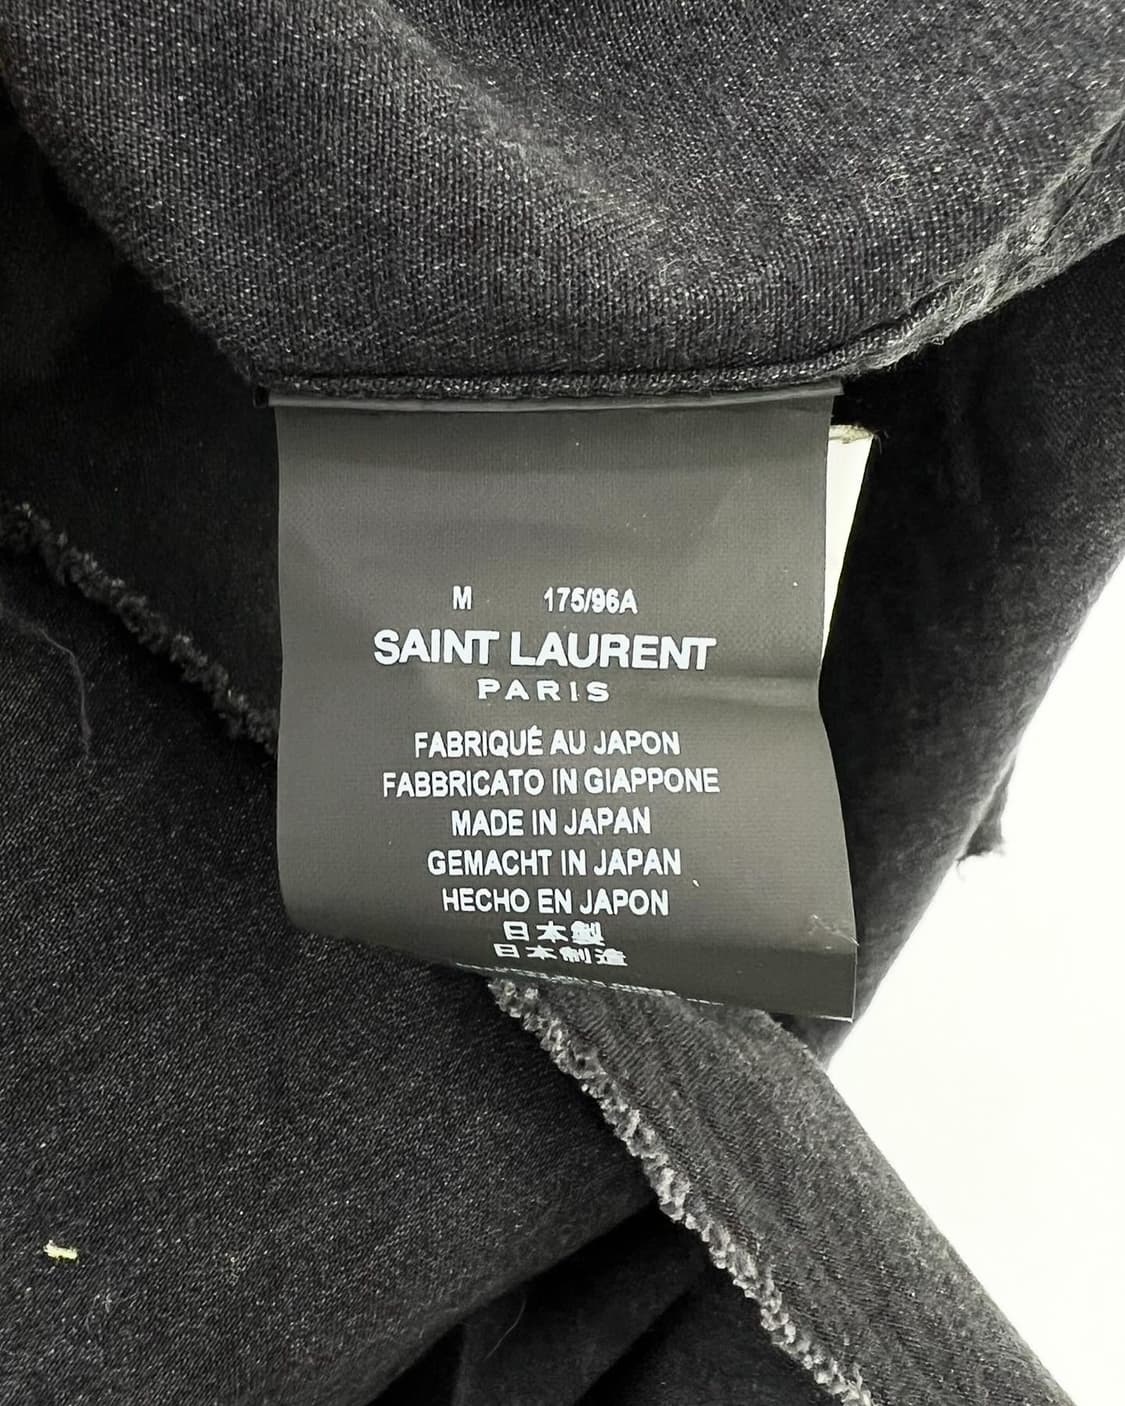 M 175/96A
SAINT LAURENT
PARIS
FABRIQUÉ AU JAPON
FABBRICATO IN GIAPPONE
MADE IN JAPAN
GEMACHT IN JAPAN
HECHO EN JAPON
日本製
日本制造